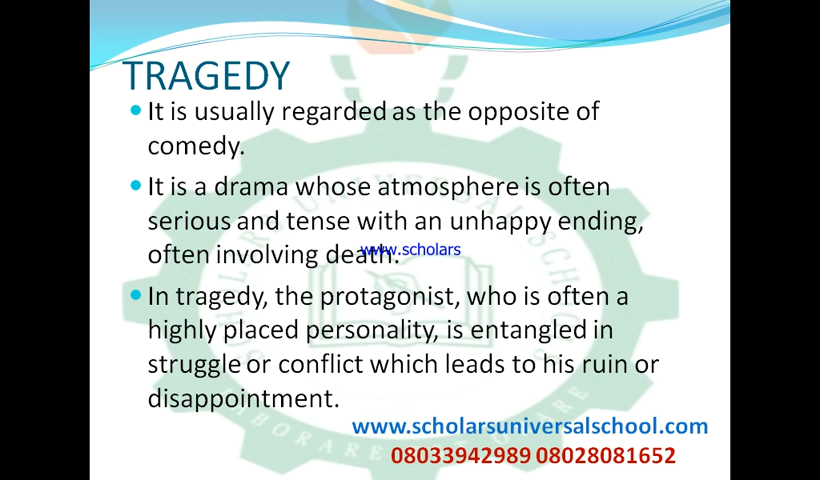 TRAGEDY
It is usually regarded as the opposite of
comedy.
It is a drama whose atmosphere is often
serious and tense with an unhappy ending,
often involving death.
www.scholars
In tragedy, the protagonist, who is often a
highly placed personality, is entangled in
struggle or conflict which leads to his ruin or
disappointment.
www.scholarsuniversalschool.com
08033942989 08028081652